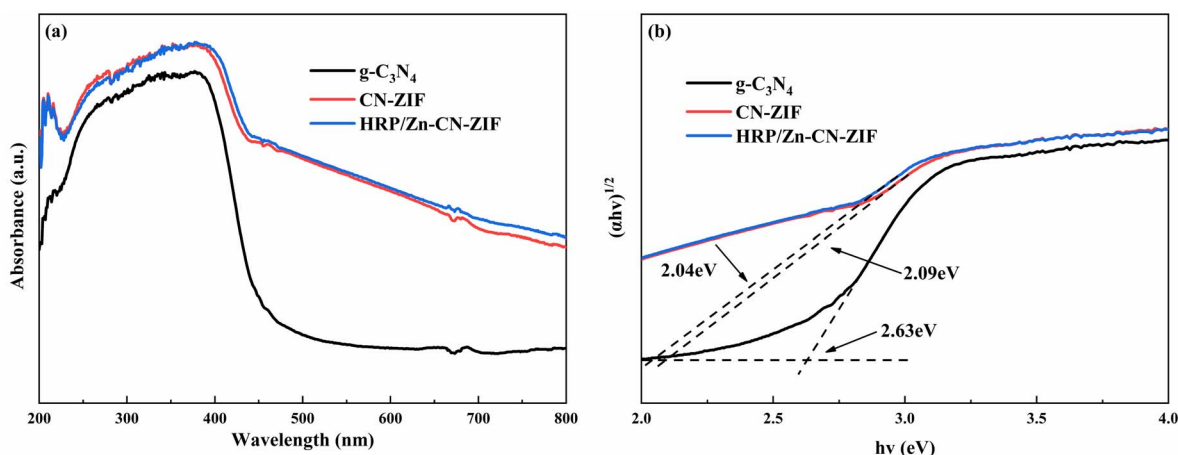 (a)
g-C₃N₄
CN-ZIF
HRP/Zn-CN-ZIF
Absorbance (a.u.)
200 300 400 500 600 700 800
Wavelength (nm)
(b)
g-C₃N₄
CN-ZIF
HRP/Zn-CN-ZIF
(αhv)^1/2
2.04eV
2.09eV
2.63eV
2.0 2.5 3.0 3.5 4.0
hv (eV)